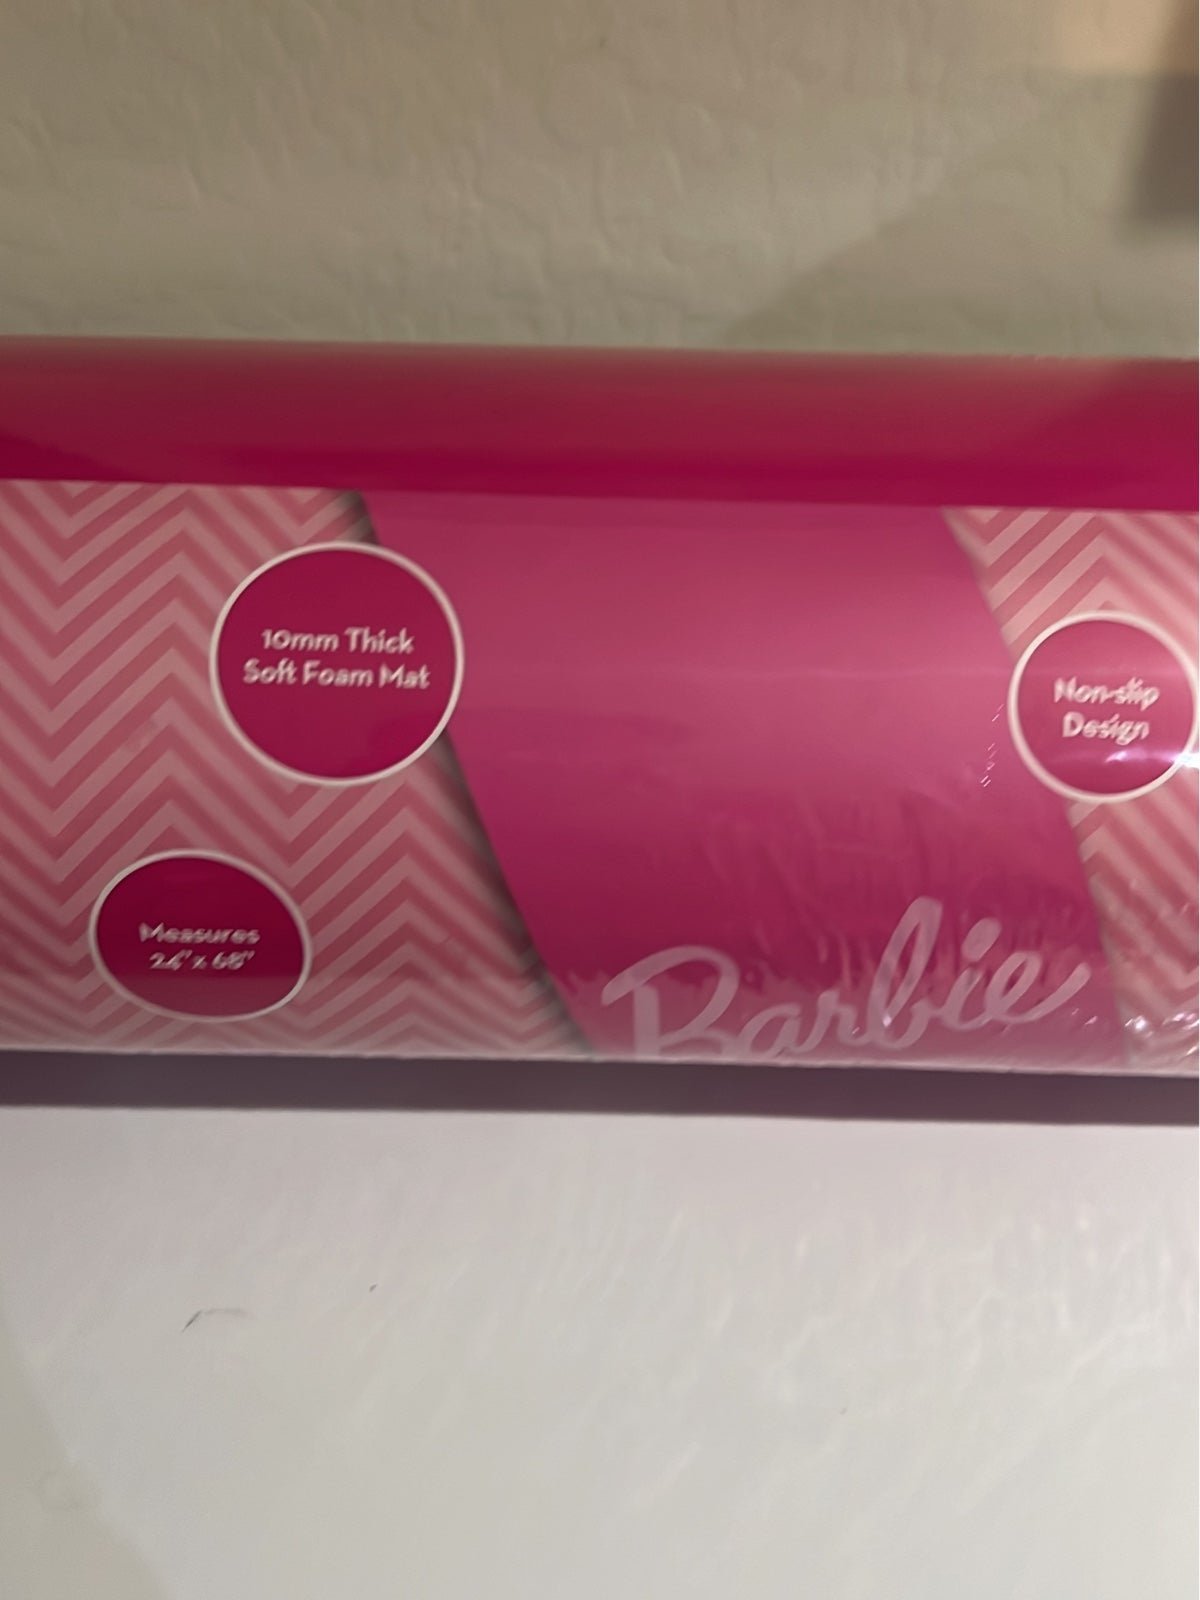 10mm Thick
Soft Foam Mat
Non-slip
Design
Measures
24" x 68"
Barbie